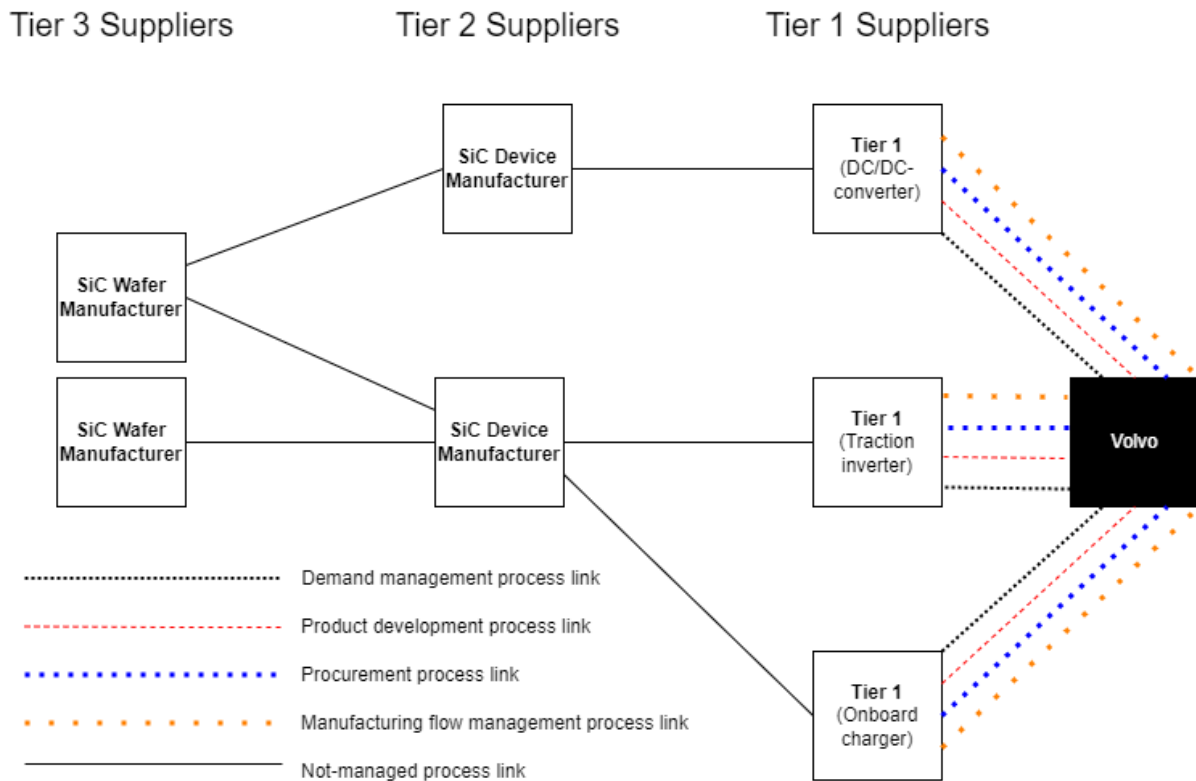 Tier 3 Suppliers
Tier 2 Suppliers
Tier 1 Suppliers
SiC Device
Manufacturer
Tier 1
(DC/DC-
converter)
SiC Wafer
Manufacturer
SiC Wafer
Manufacturer
SiC Device
Manufacturer
Tier 1
(Traction
inverter)
Volvo
Tier 1
(Onboard
charger)
Demand management process link
Product development process link
Procurement process link
Manufacturing flow management process link
Not-managed process link